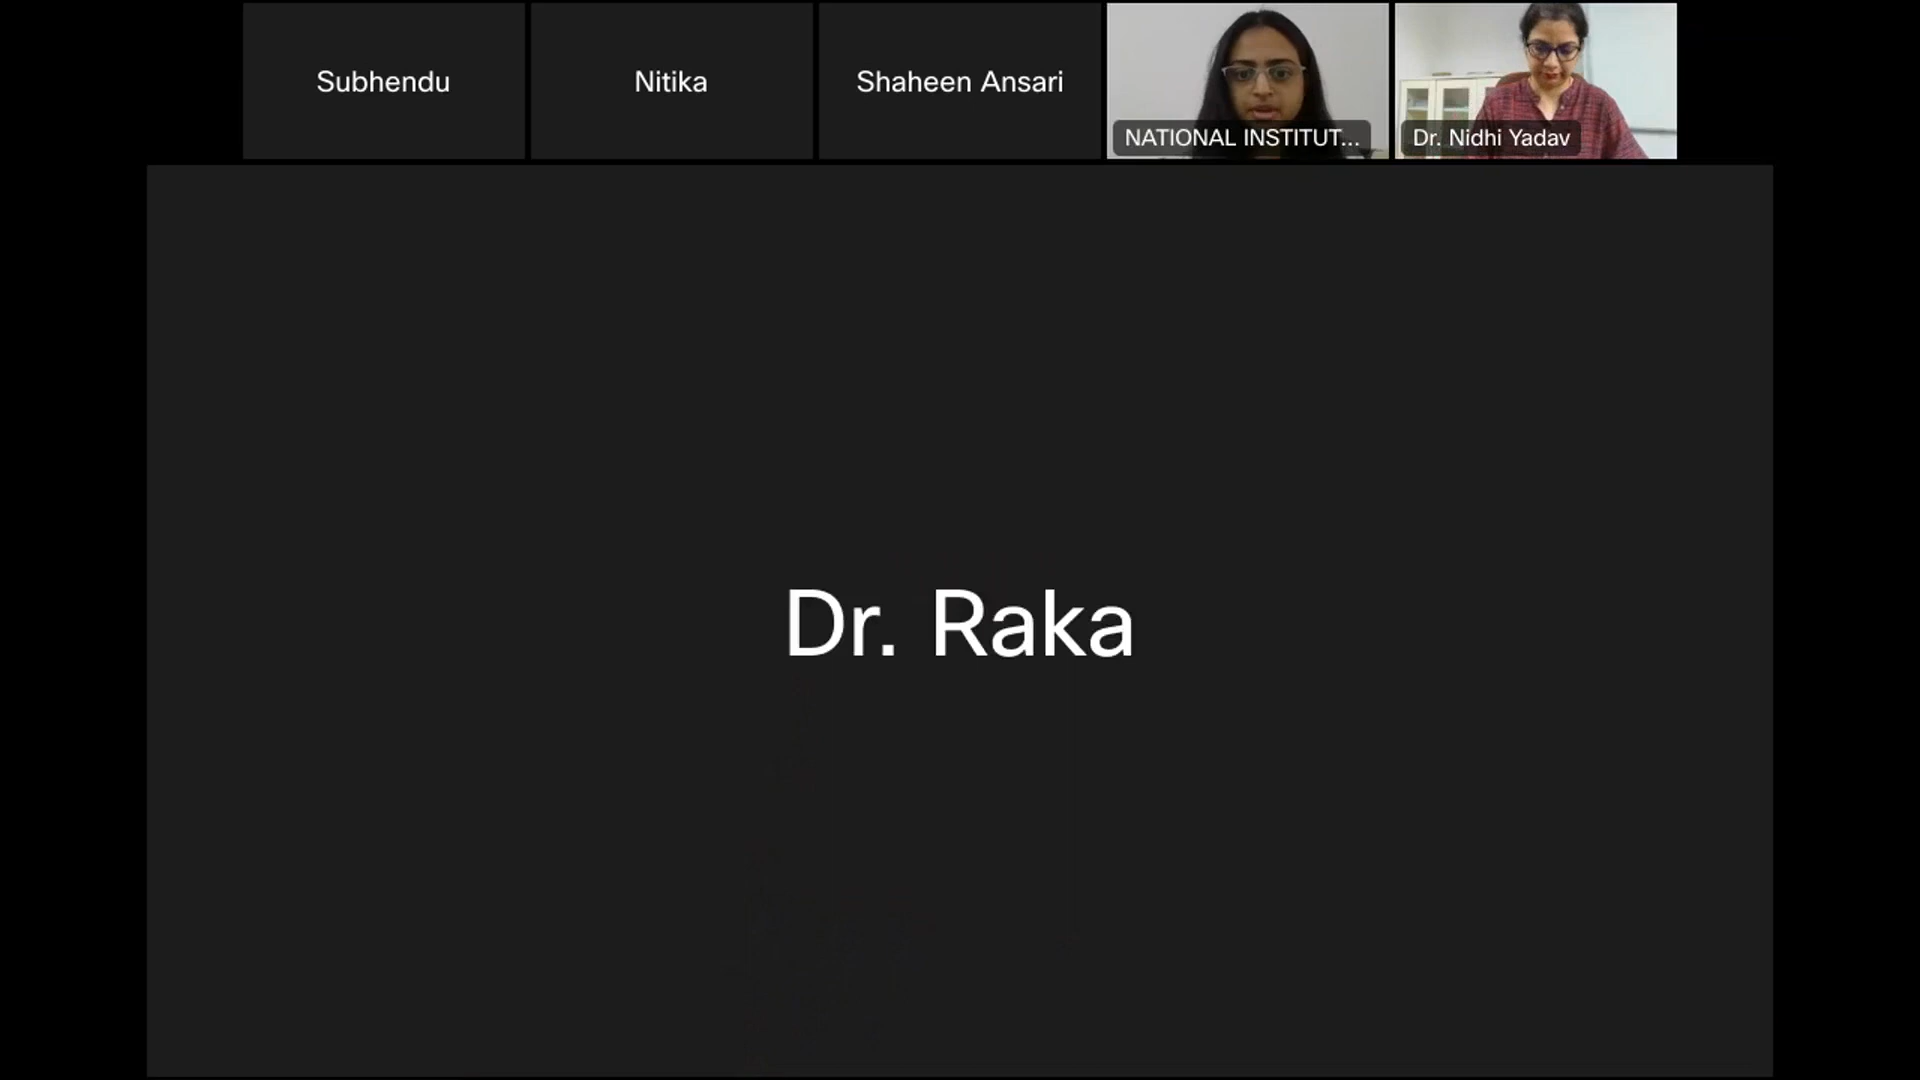 Subhendu
Nitika
Shaheen Ansari
NATIONAL INSTITUT...
Dr. Nidhi Yadav
Dr. Raka